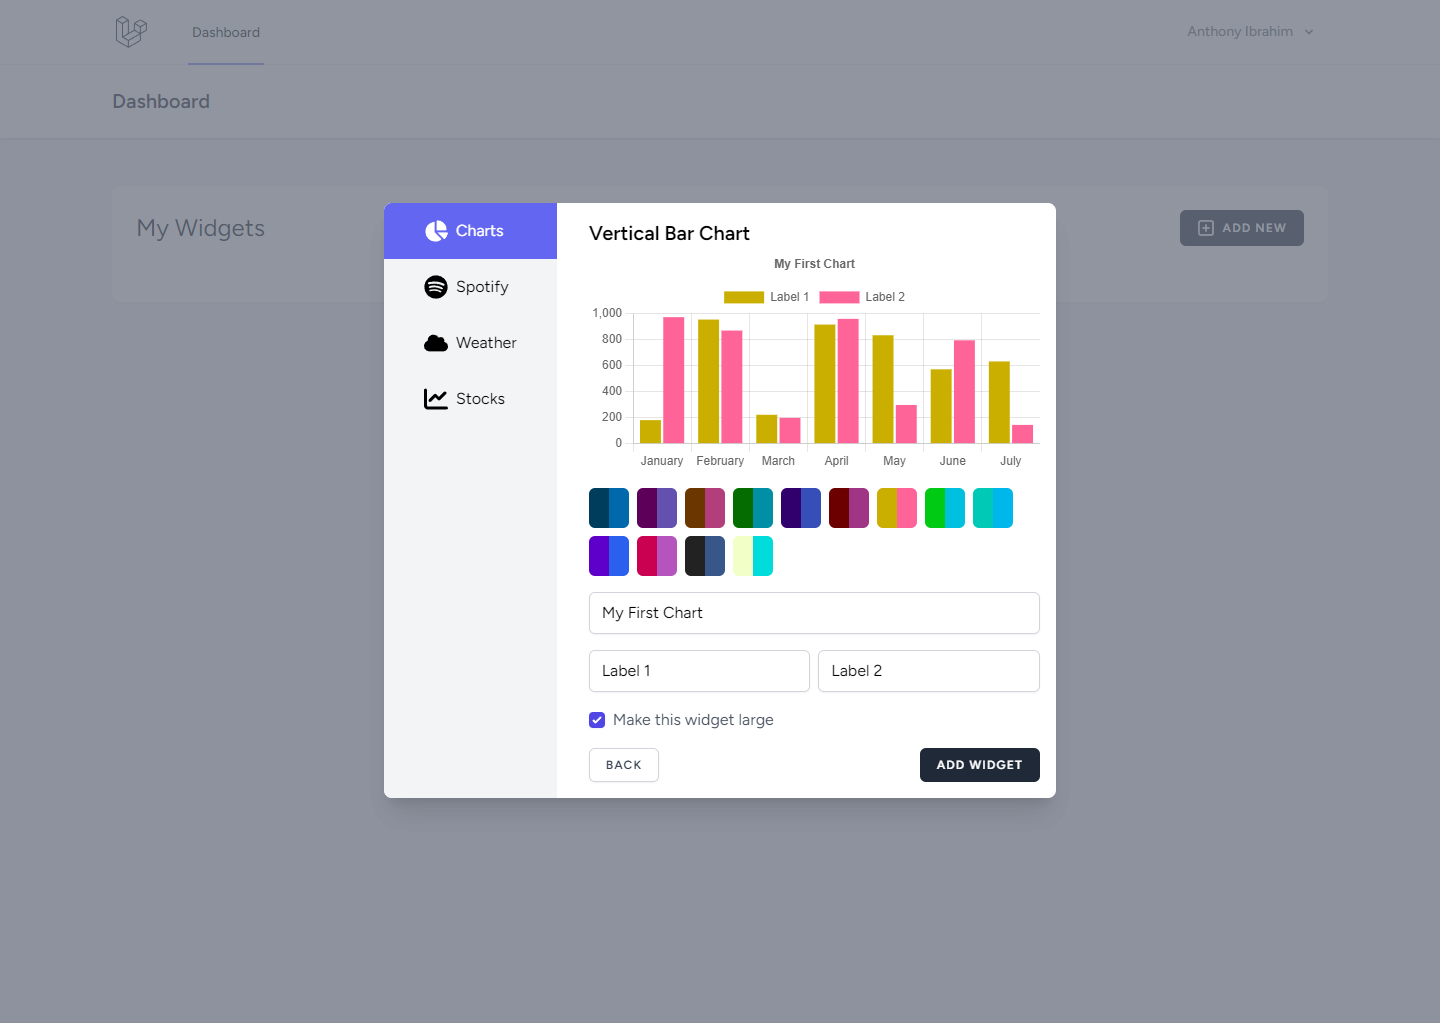 Dashboard
Anthony Ibrahim
Dashboard
My Widgets
ADD NEW
Charts
Spotify
Weather
Stocks
Vertical Bar Chart
My First Chart
Label 1 Label 2
1,000
800
600
400
200
0
January February March April May June July
My First Chart
Label 1 Label 2
Make this widget large
BACK ADD WIDGET